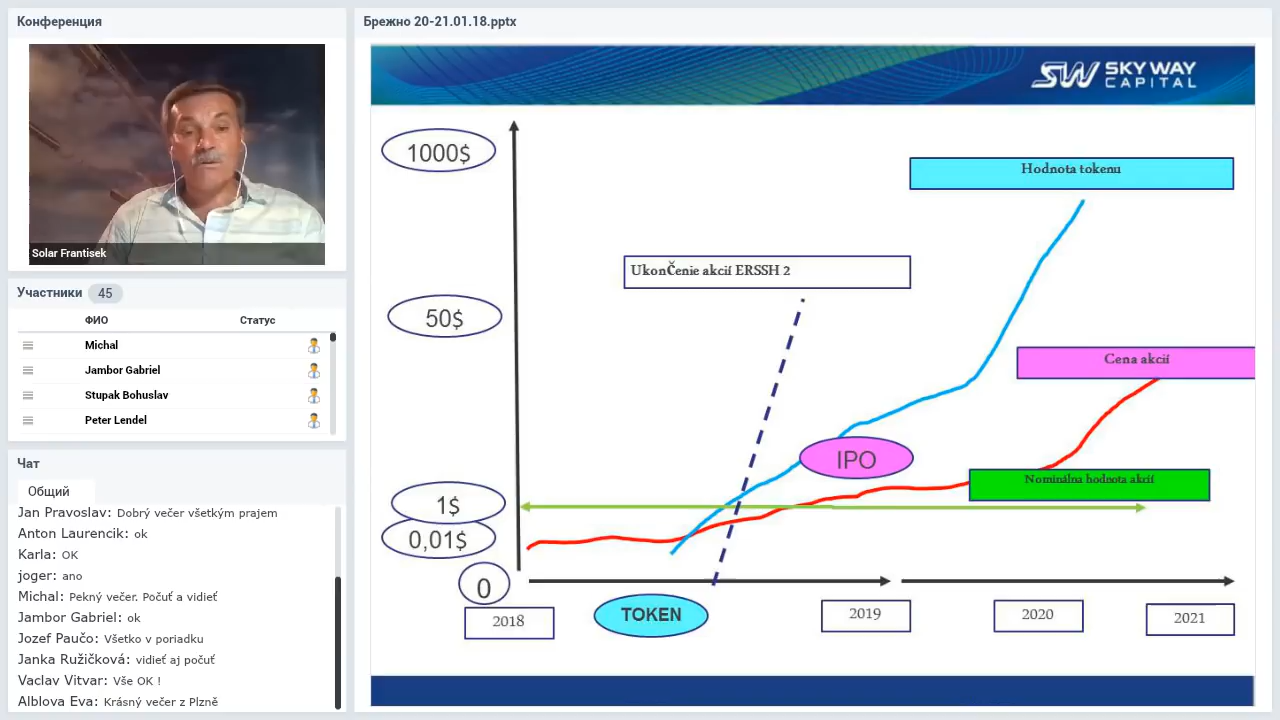 Конференция
Solar Frantisek
Участники 45
ФИО Статус
Michal
Jambor Gabriel
Stupak Bohuslav
Peter Lendel
Чат
Общий
Jan Pravoslav: Dobrý večer všetkým prajem
Anton Laurencik: ok
Karla: OK
joger: ano
Michal: Pekný večer. Počuť a vidieť
Jambor Gabriel: ok
Jozef Paučo: Všetko v poriadku
Janka Ružičková: vidieť aj počuť
Vaclav Vitvar: Vše OK !
Alblova Eva: Krásný večer z Plzně
Брежно 20-21.01.18.pptx
SW SKY WAY
CAPITAL
1000$
Hodnota tokenu
UkonČenie akcií ERSSH 2
50$
Cena akcií
IPO
Nominálna hodnota akcií
1$
0,01$
0
2018
TOKEN
2019
2020
2021